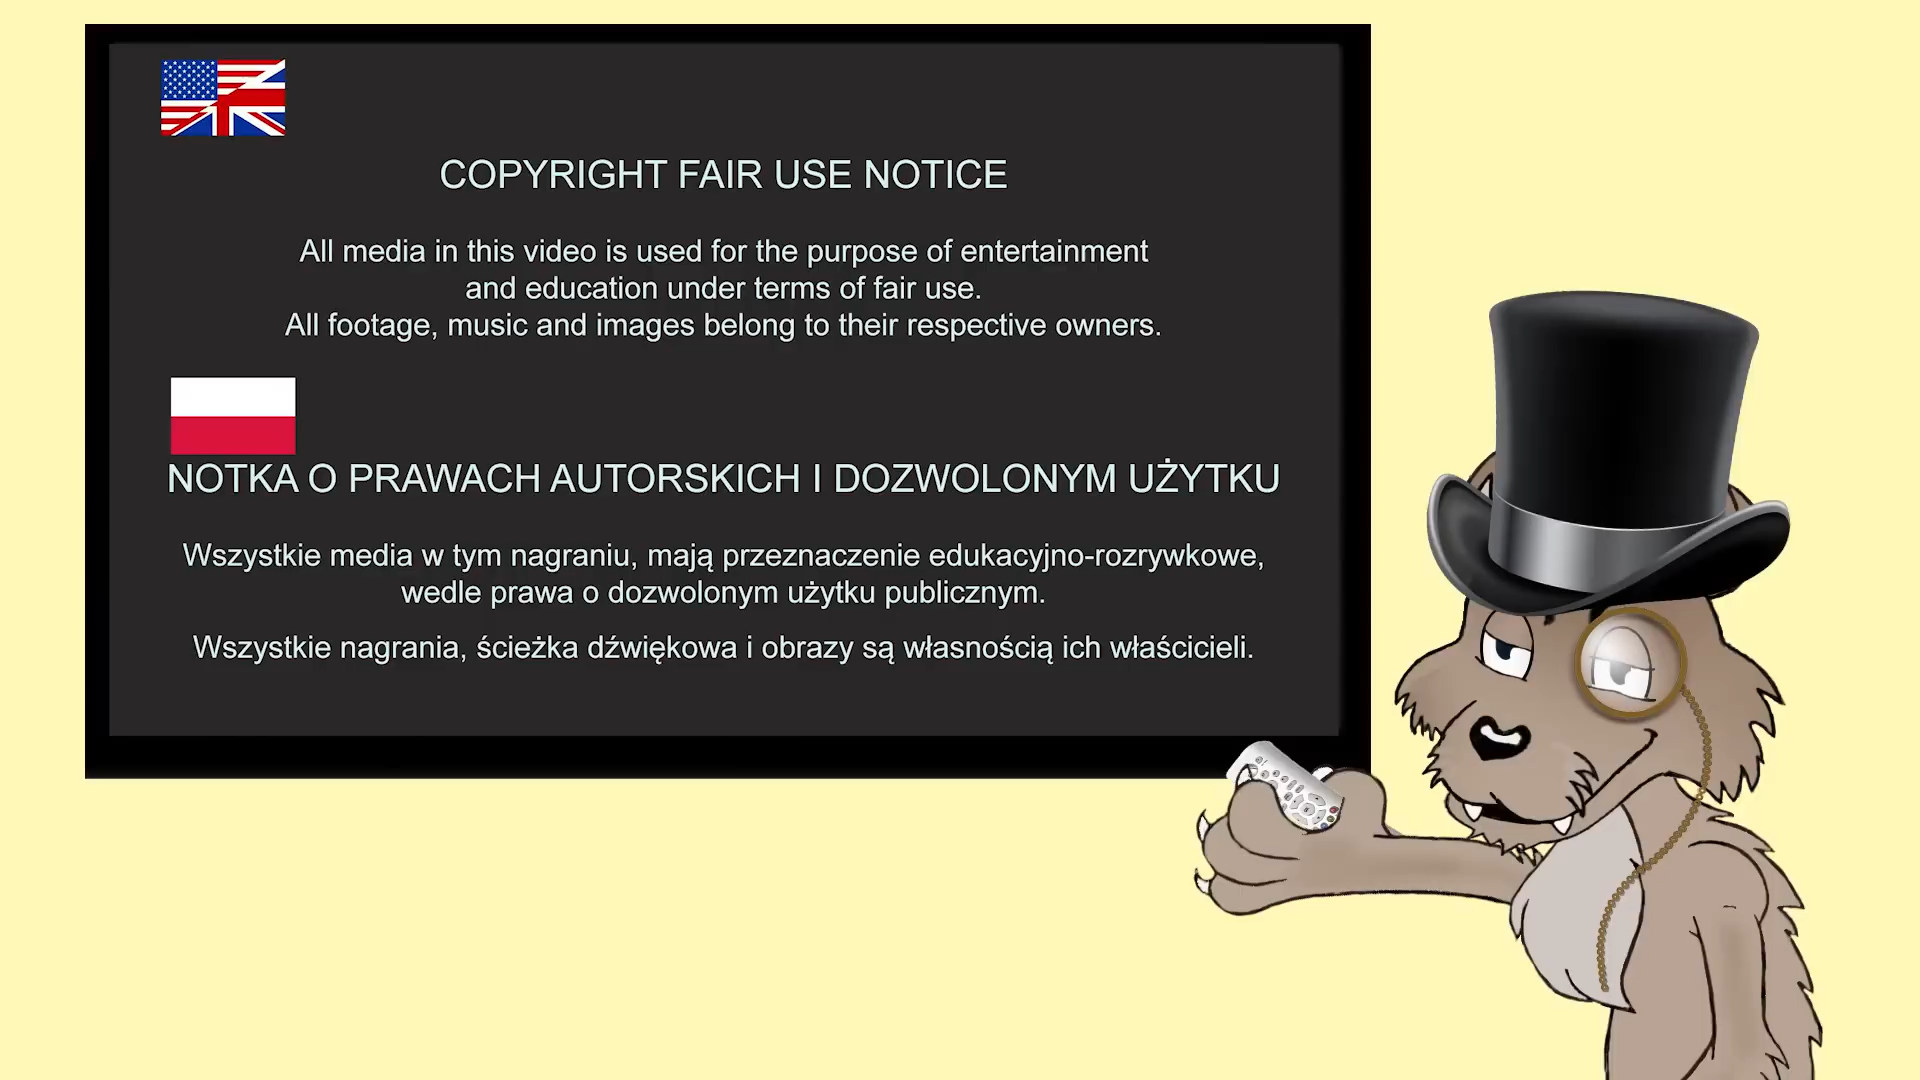 COPYRIGHT FAIR USE NOTICE
All media in this video is used for the purpose of entertainment
and education under terms of fair use.
All footage, music and images belong to their respective owners.
NOTKA O PRAWACH AUTORSKICH I DOZWOLONYM UŻYTKU
Wszystkie media w tym nagraniu, mają przeznaczenie edukacyjno-rozrywkowe,
wedle prawa o dozwolonym użytku publicznym.
Wszystkie nagrania, ścieżka dźwiękowa i obrazy są własnością ich właścicieli.